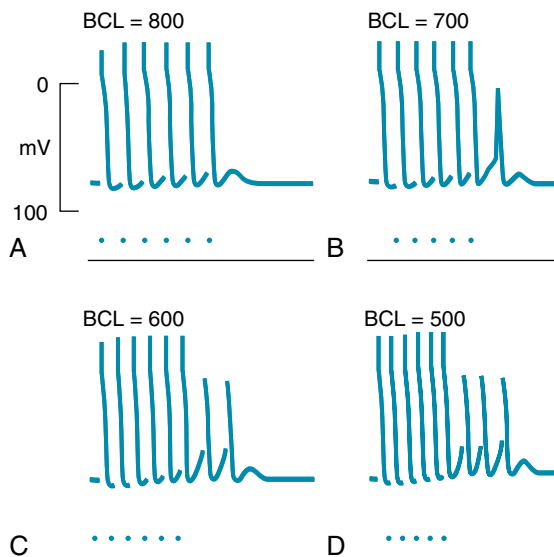 BCL = 800
BCL = 700
0
mV
100
A
B
BCL = 600
BCL = 500
C
D